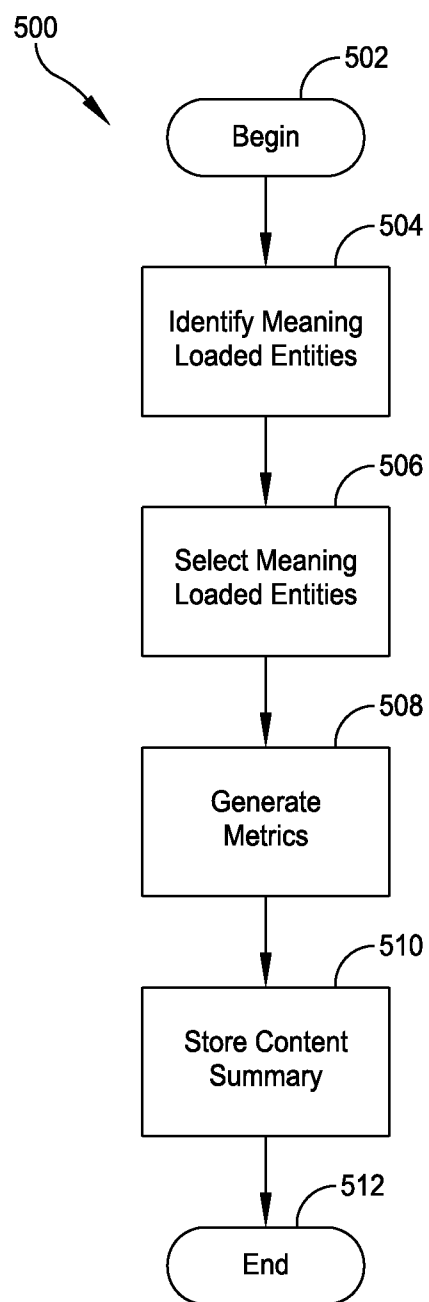 500
502
Begin
504
Identify Meaning
Loaded Entities
506
Select Meaning
Loaded Entities
508
Generate
Metrics
510
Store Content
Summary
512
End